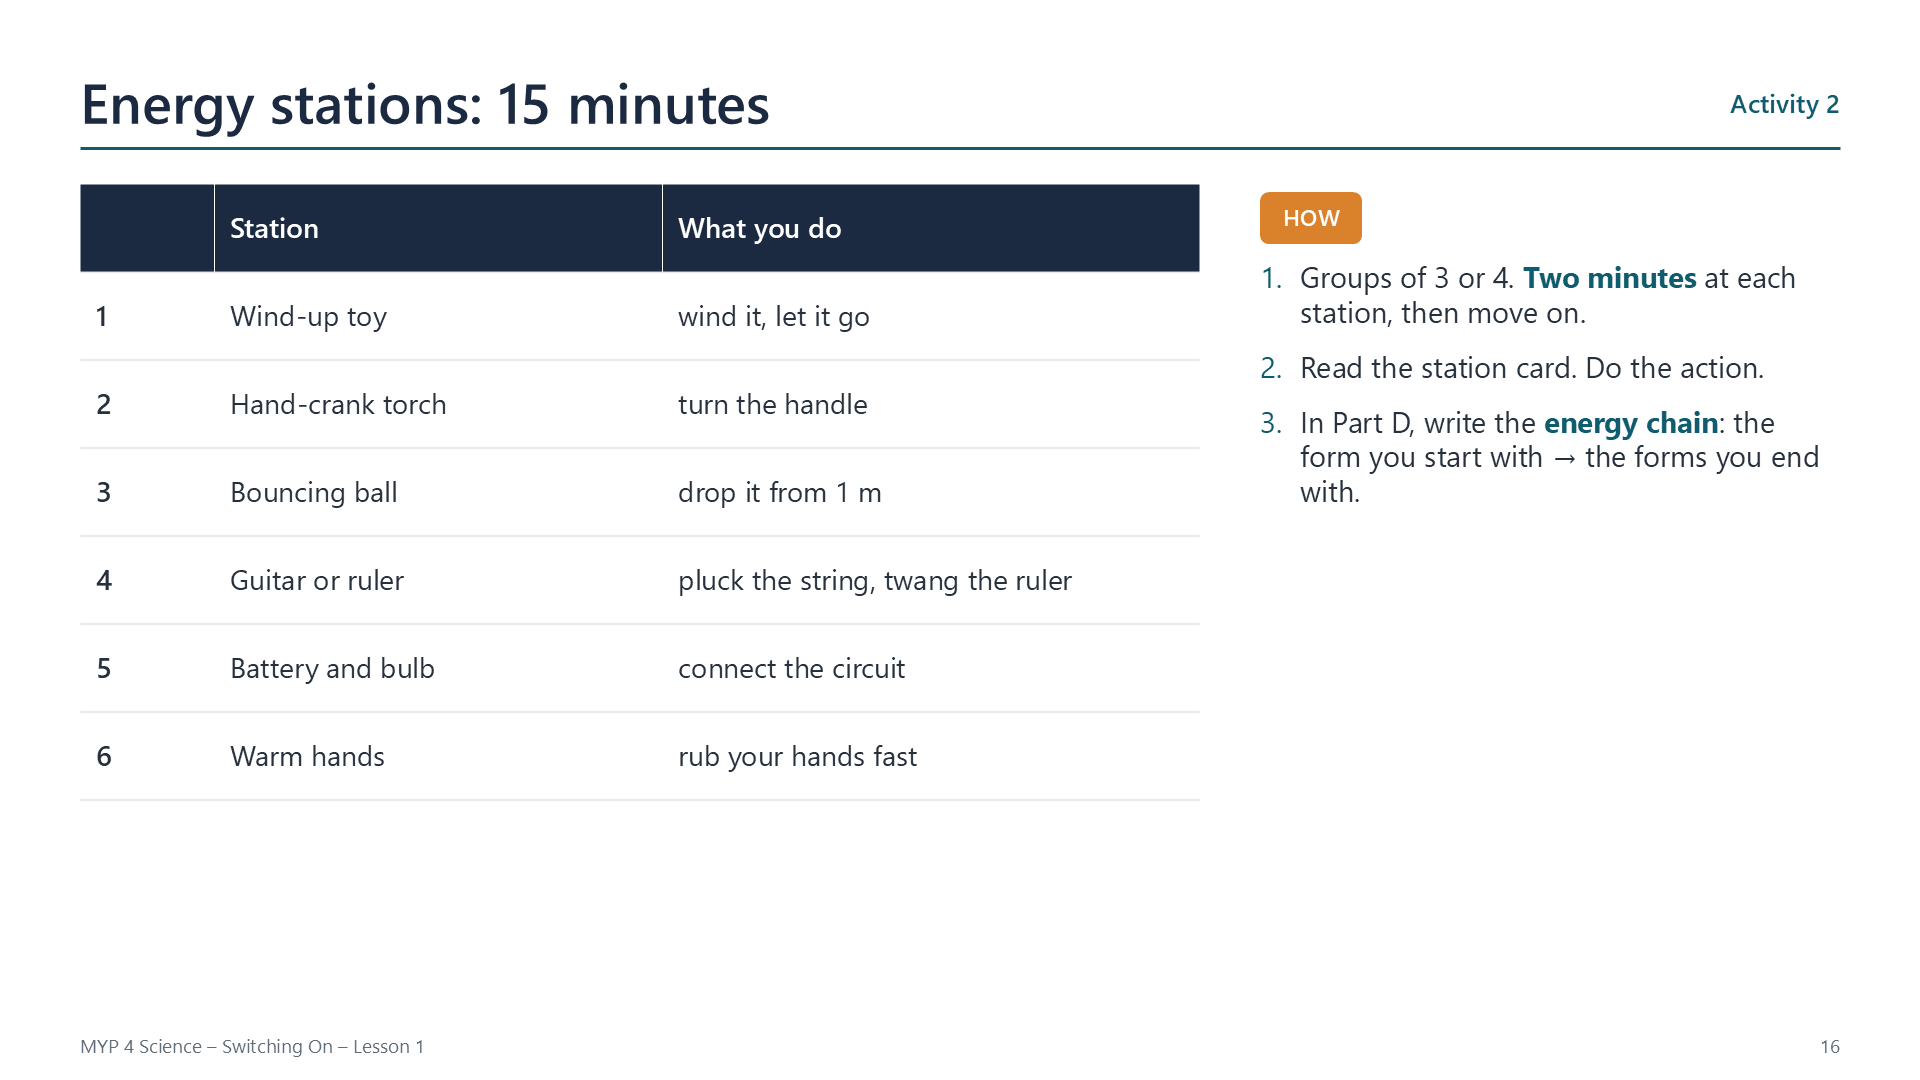 Energy stations: 15 minutes
Activity 2
Station
What you do
1
Wind-up toy
wind it, let it go
2
Hand-crank torch
turn the handle
3
Bouncing ball
drop it from 1 m
4
Guitar or ruler
pluck the string, twang the ruler
5
Battery and bulb
connect the circuit
6
Warm hands
rub your hands fast
HOW
1. Groups of 3 or 4. Two minutes at each
station, then move on.
2. Read the station card. Do the action.
3. In Part D, write the energy chain: the
form you start with → the forms you end
with.
MYP 4 Science – Switching On – Lesson 1
16